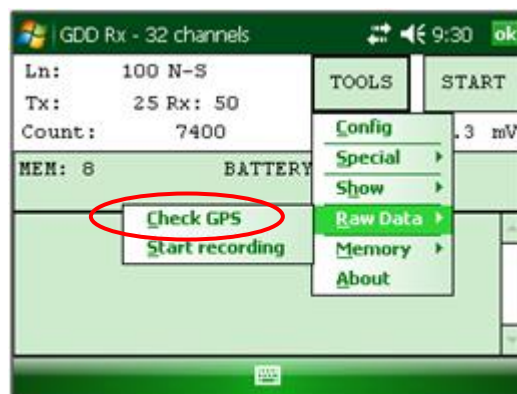 GDD Rx - 32 channels 9:30 ok
Ln: 100 N-S
Tx: 25 Rx: 50
Count: 7400
TOOLS
START
.3 mV
MEM: 8 BATTERY
Config
Special
Show
Raw Data
Memory
About
Check GPS
Start recording